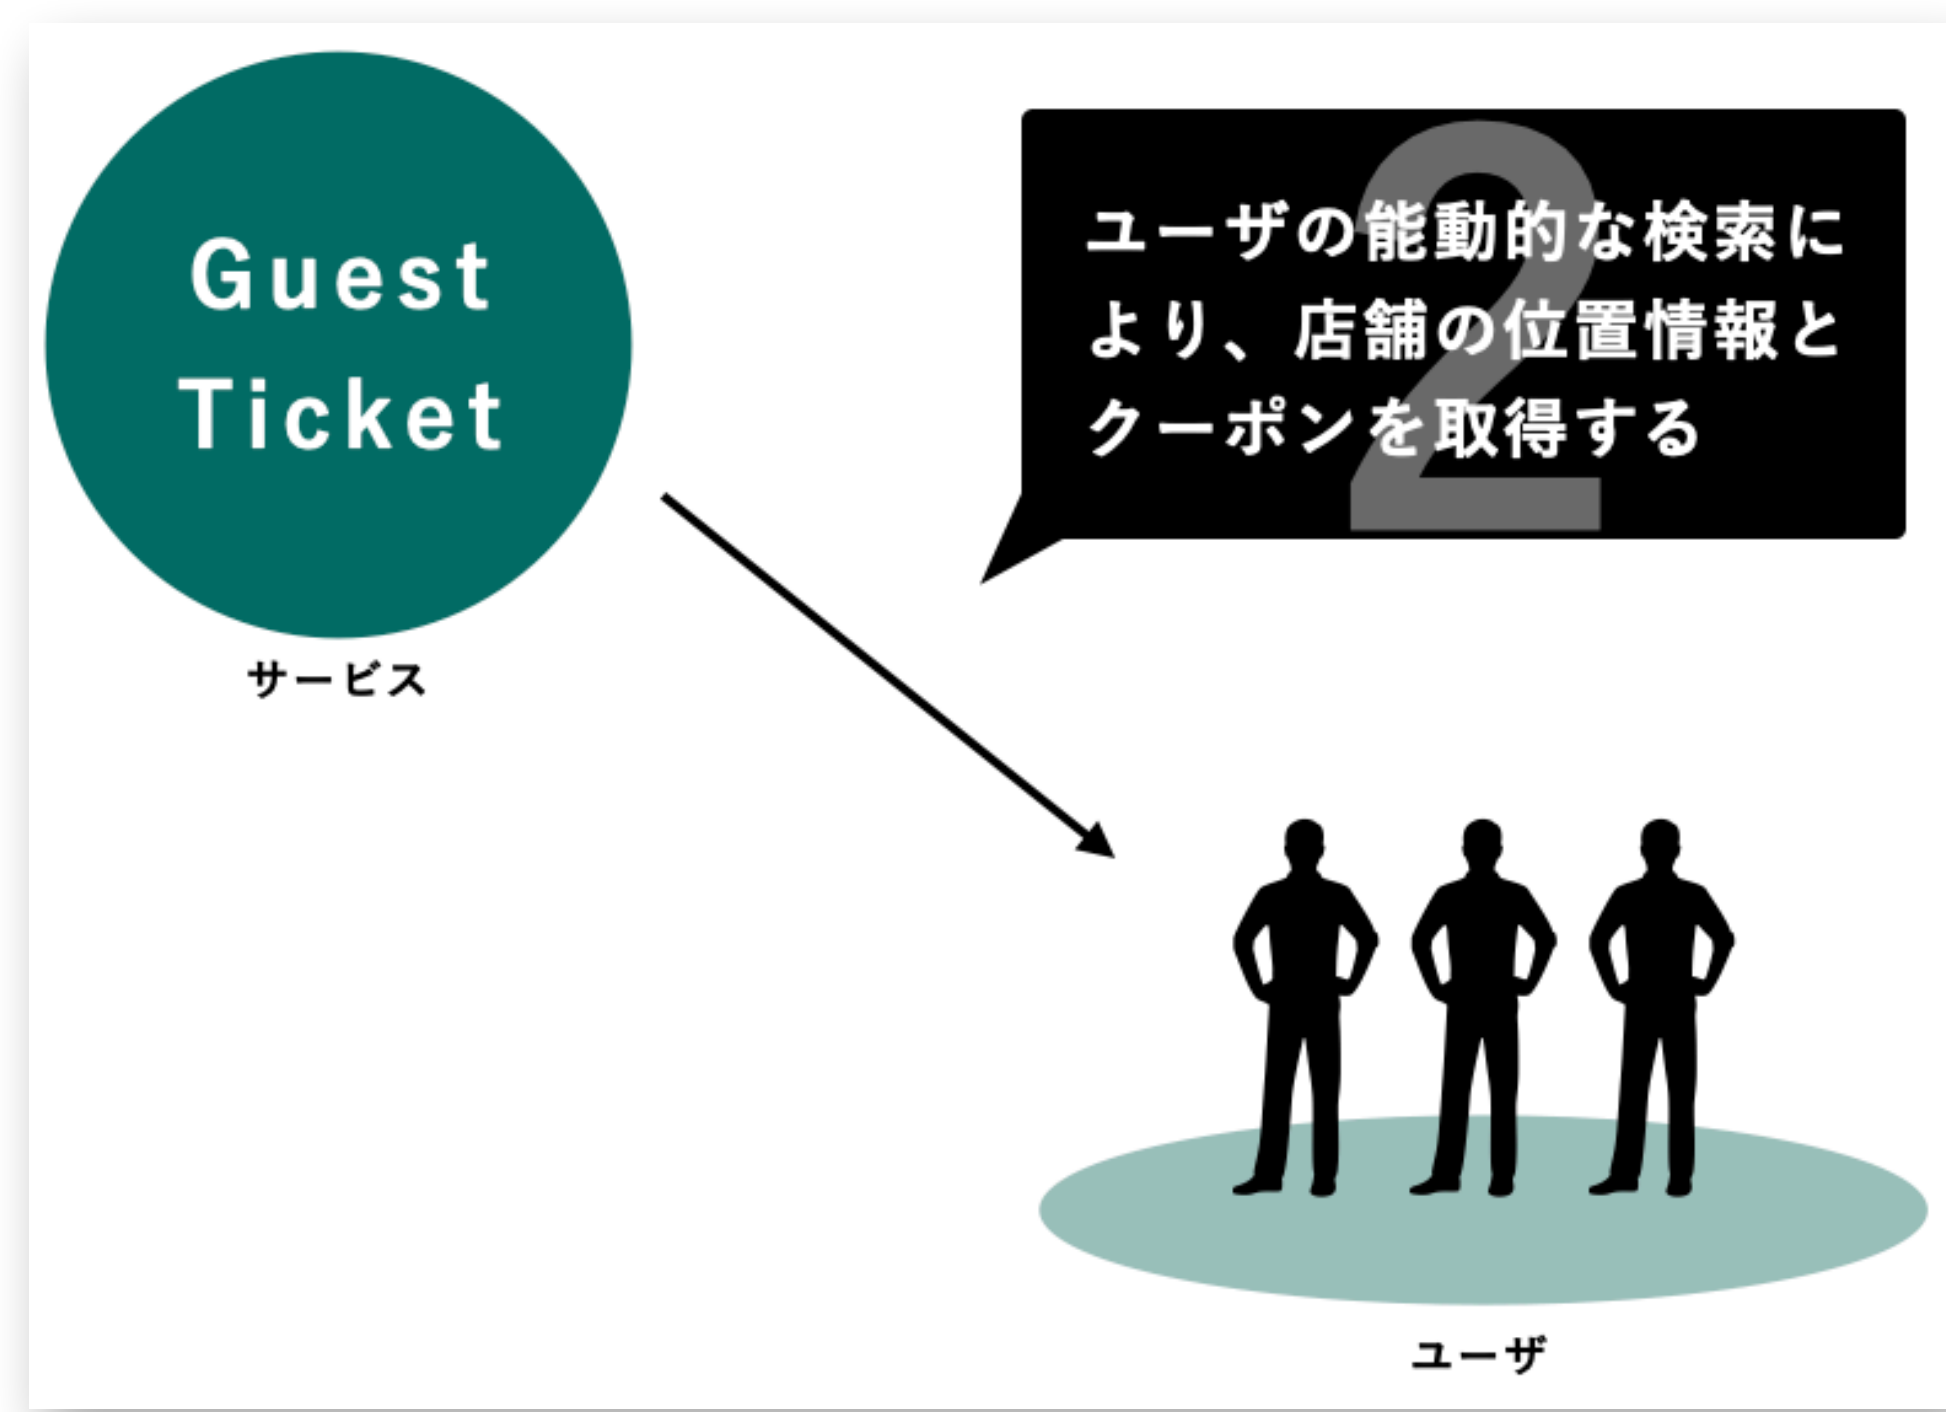 Guest
Ticket
サービス
2
ユーザの能動的な検索に
より、店舗の位置情報と
クーポンを取得する
ユーザ